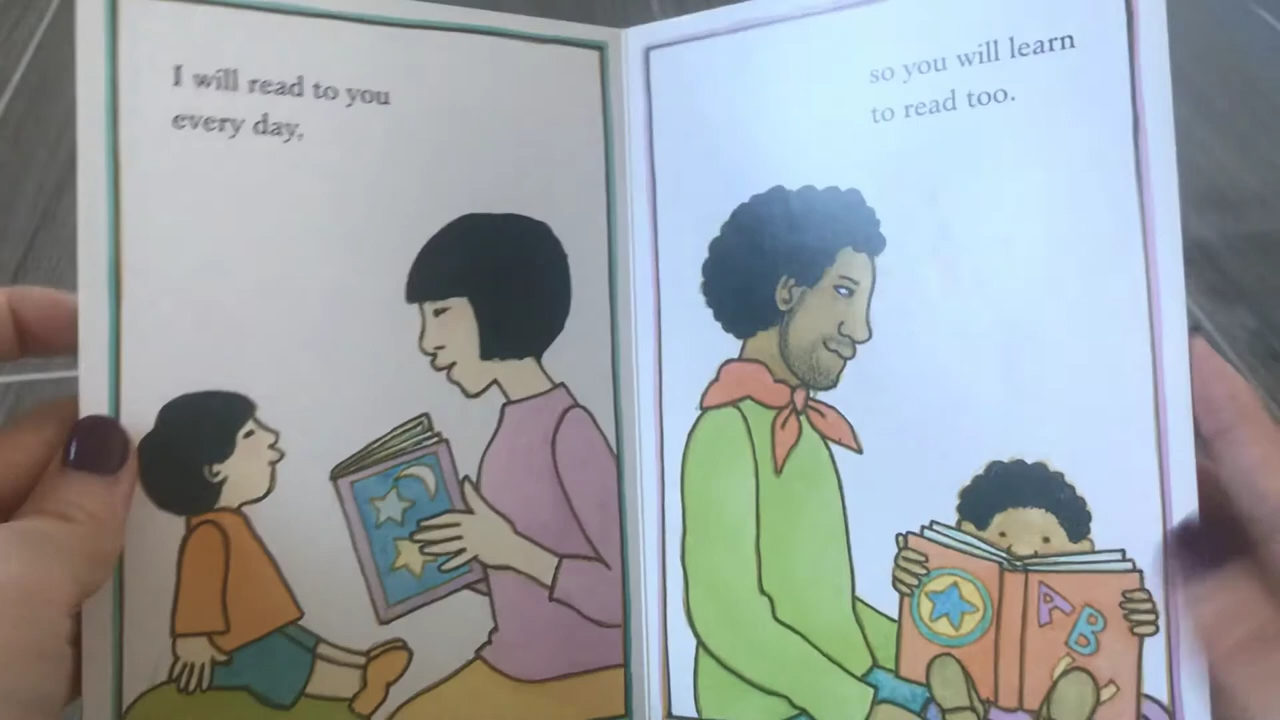 I will read to you
every day,
so you will learn
to read too.
A
B